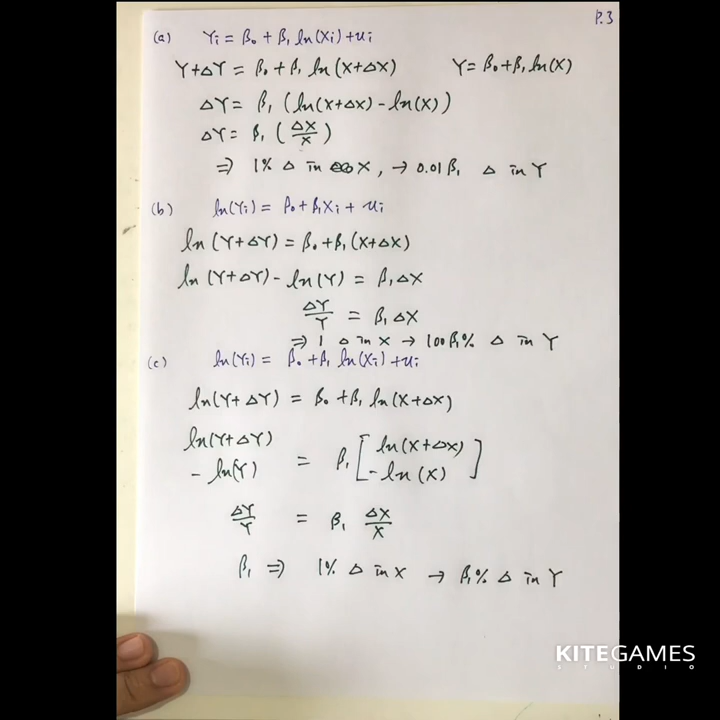 P.3
(a) Yi = β₀ + β₁ ln(Xi) + ui
Y+ΔY = β₀ + β₁ ln(X+ΔX) Y = β₀ + β₁ ln(X)
ΔY = β₁ (ln(X+ΔX) - ln(X))
ΔY = β₁ (ΔX/X)
⇒ 1% Δ in X, → 0.01β₁ Δ in Y
(b) ln(Yi) = β₀ + β₁Xi + ui
ln(Y+ΔY) = β₀ + β₁(X+ΔX)
ln(Y+ΔY) - ln(Y) = β₁ΔX
ΔY/Y = β₁ΔX
⇒ 1 Δ in X → 100β₁% Δ in Y
(c) ln(Yi) = β₀ + β₁ ln(Xi) + ui
ln(Y+ΔY) = β₀ + β₁ ln(X+ΔX)
ln(Y+ΔY) - ln(Y) = β₁[ln(X+ΔX) - ln(X)]
ΔY/Y = β₁ ΔX/X
β₁ ⇒ 1% Δ in X → β₁% Δ in Y
KITEGAMES
STUDIO